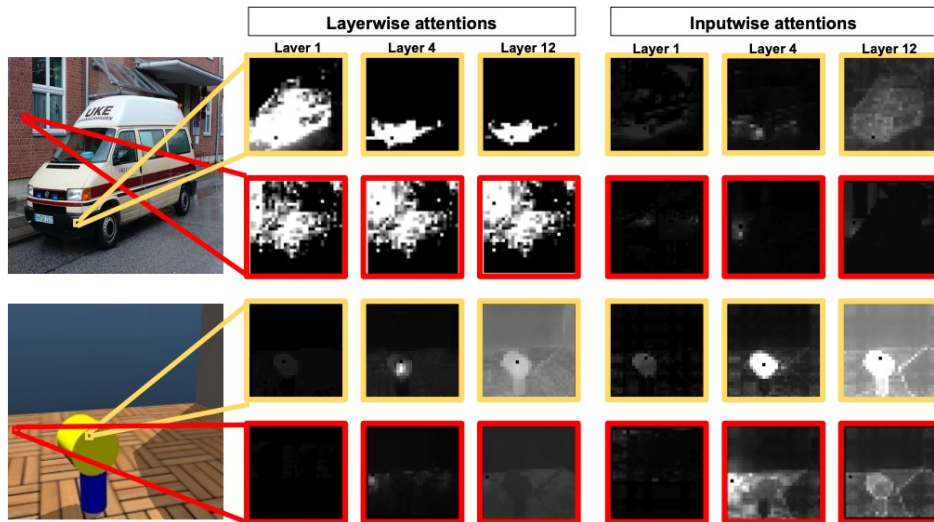 Layerwise attentions
Inputwise attentions
Layer 1
Layer 4
Layer 12
Layer 1
Layer 4
Layer 12
UKE